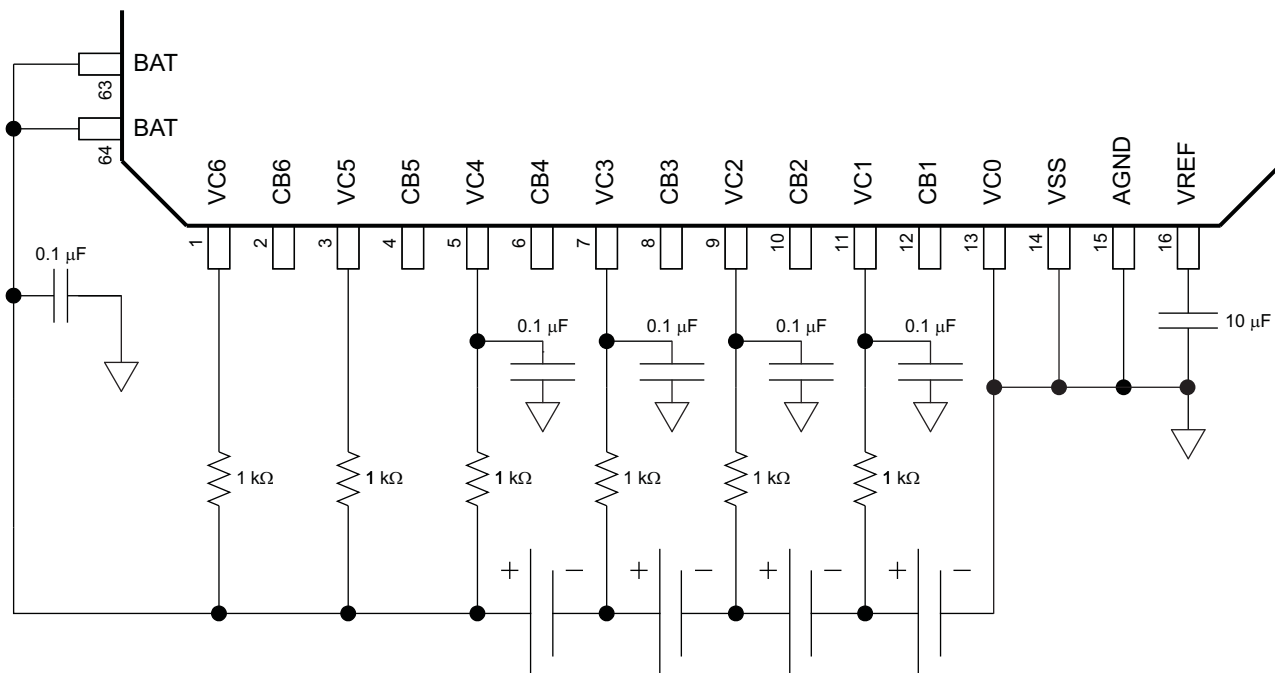 BAT
63
BAT
64
VC6
CB6
VC5
CB5
VC4
CB4
VC3
CB3
VC2
CB2
VC1
CB1
VC0
VSS
AGND
VREF
1
2
3
4
5
6
7
8
9
10
11
12
13
14
15
16
0.1 μF
0.1 μF
0.1 μF
0.1 μF
0.1 μF
10 μF
1 kΩ
1 kΩ
1 kΩ
1 kΩ
1 kΩ
1 kΩ
+ −
+ −
+ −
+ −